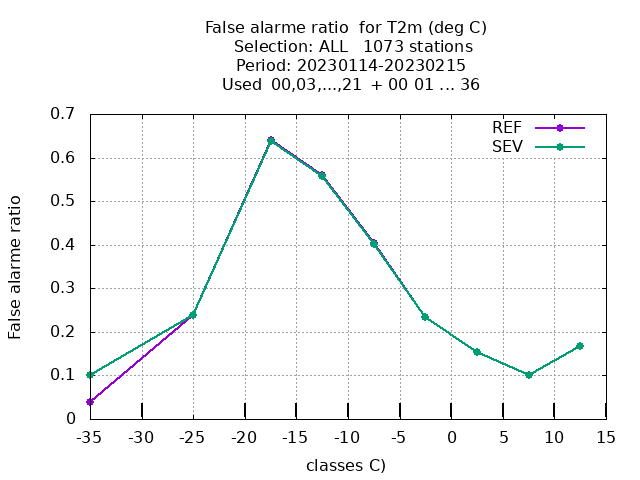 False alarme ratio  for T2m (deg C)
Selection: ALL   1073 stations
Period: 20230114-20230215
Used  00,03,...,21  + 00 01 ... 36
REF
SEV
0.7
0.6
0.5
0.4
0.3
0.2
0.1
0
False alarme ratio
-35 -30 -25 -20 -15 -10 -5 0 5 10 15
classes C)